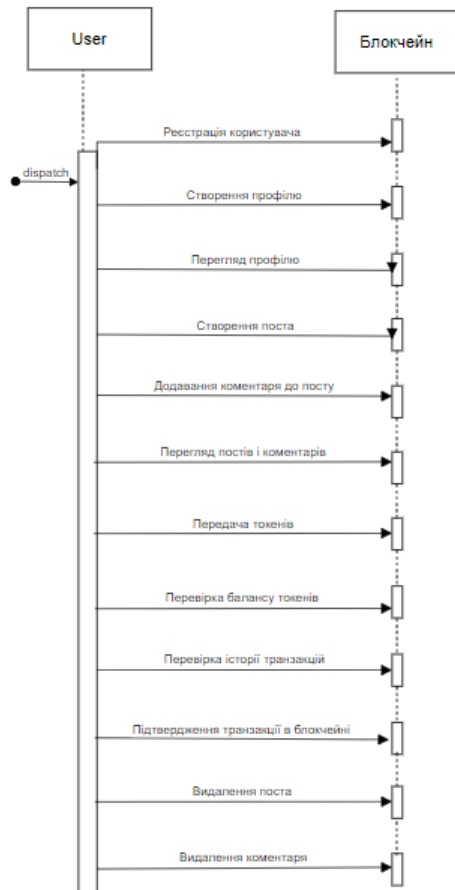 User
Блокчейн
Реєстрація користувача
dispatch
Створення профілю
Перегляд профілю
Створення поста
Додавання коментаря до посту
Перегляд постів і коментарів
Передача токенів
Перевірка балансу токенів
Перевірка історії транзакцій
Підтвердження транзакції в блокчейні
Видалення поста
Видалення коментаря